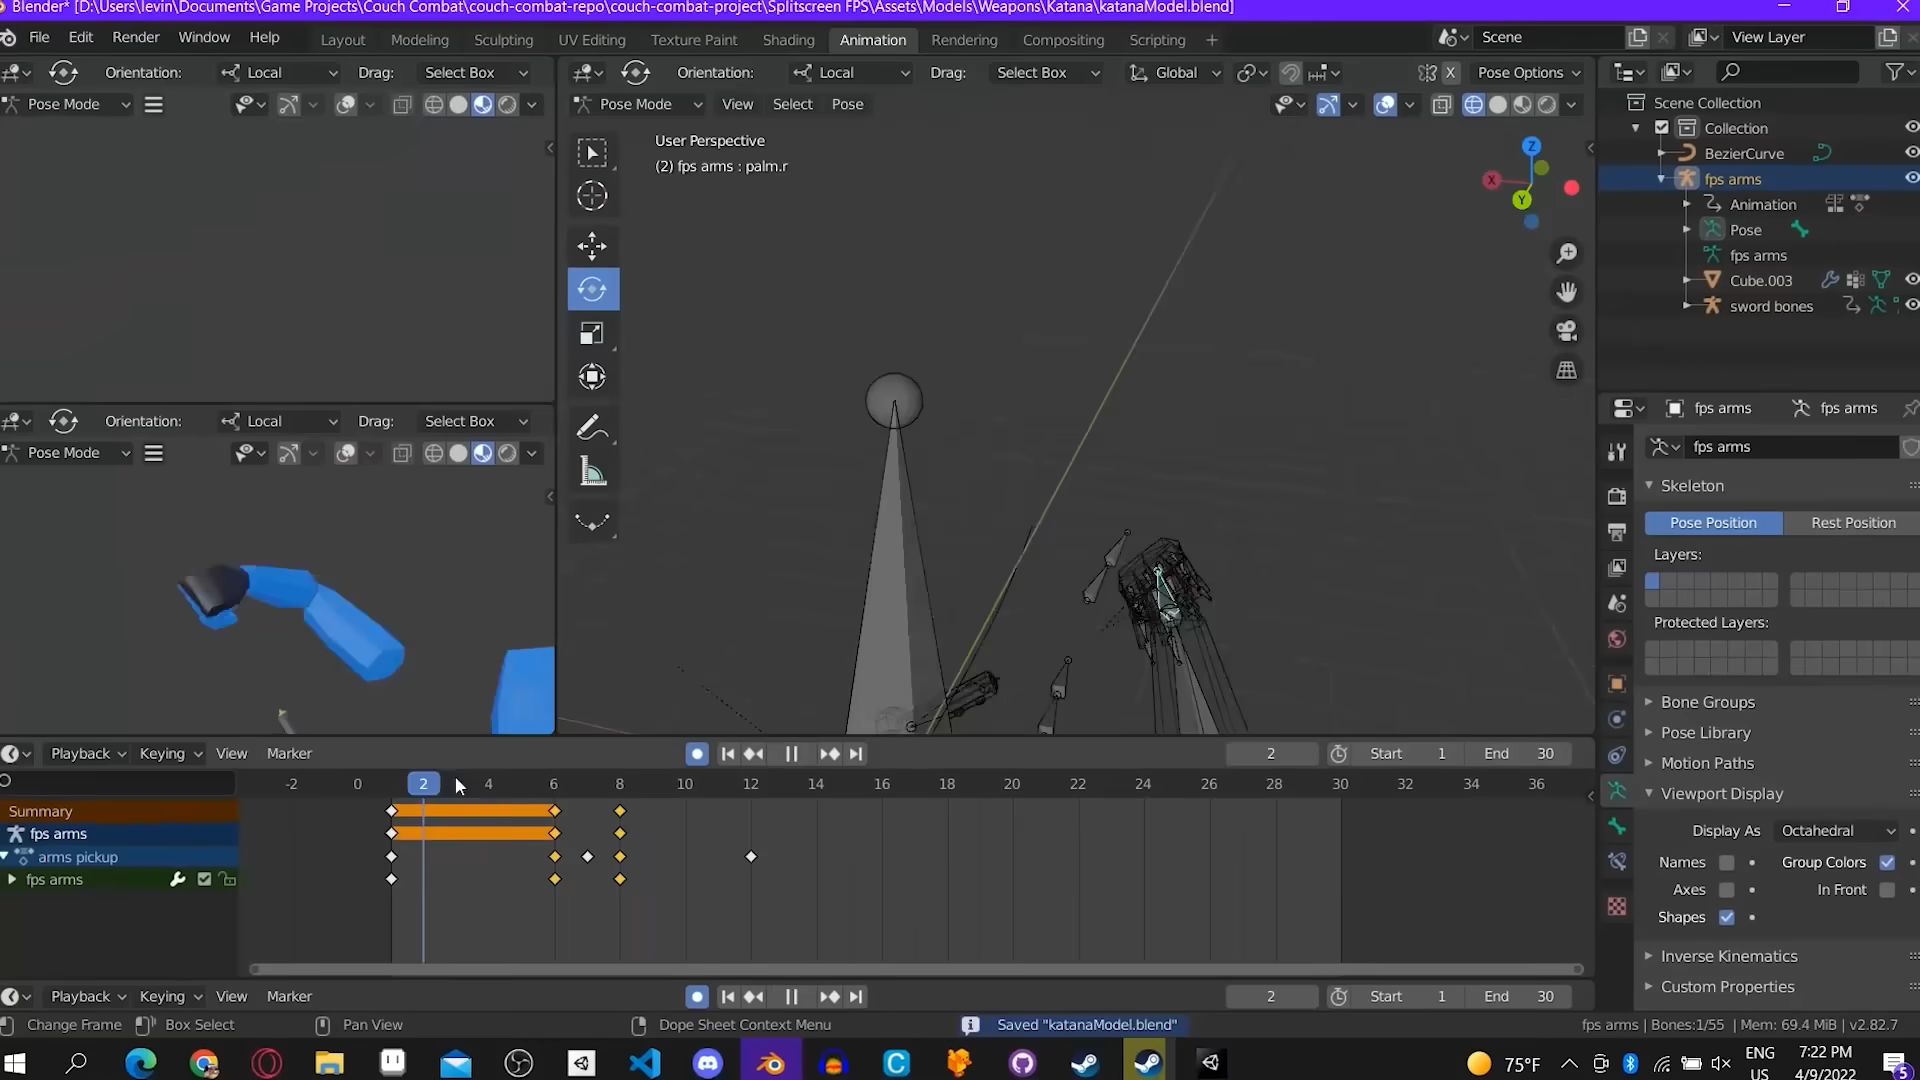 Blender* [D:\Users\levin\Documents\Game Projects\Couch Combat\couch-combat-repo\couch-combat-project\Splitscreen FPS\Assets\Models\Weapons\Katana\katanaModel.blend]
File Edit Render Window Help Layout Modeling Sculpting UV Editing Texture Paint Shading Animation Rendering Compositing Scripting + Scene View Layer
Orientation: Local Drag: Select Box
Orientation: Local Drag: Select Box Global X Pose Options
Pose Mode
Pose Mode View Select Pose
User Perspective
(2) fps arms : palm.r
Z
X
Y
Scene Collection
Collection
BezierCurve
fps arms
Animation
Pose
fps arms
Cube.003
sword bones
Orientation: Local Drag: Select Box
Pose Mode
fps arms fps arms
fps arms
Skeleton
Pose Position Rest Position
Layers:
Protected Layers:
Bone Groups
Pose Library
Motion Paths
Viewport Display
Display As Octahedral
Names Group Colors
Axes In Front
Shapes
Inverse Kinematics
Custom Properties
Playback Keying View Marker 2 Start 1 End 30
-2 0 2 4 6 8 10 12 14 16 18 20 22 24 26 28 30 32 34 36
Summary
fps arms
arms pickup
fps arms
Playback Keying View Marker 2 Start 1 End 30
Change Frame Box Select Pan View Dope Sheet Context Menu Saved "katanaModel.blend" fps arms | Bones:1/55 | Mem: 69.4 MiB | v2.82.7
75°F ENG 7:22 PM
US 4/9/2022 5